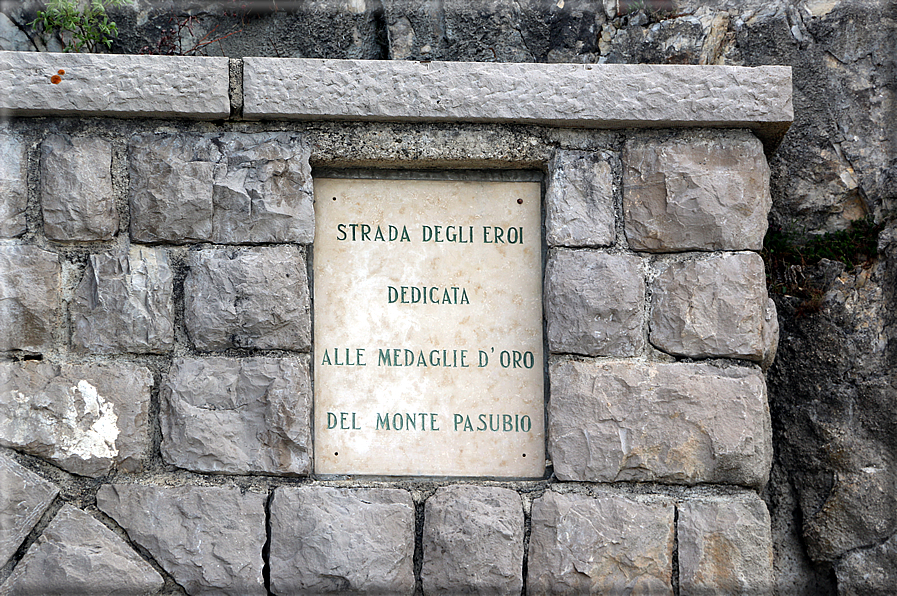 STRADA DEGLI EROI
DEDICATA
ALLE MEDAGLIE D'ORO
DEL MONTE PASUBIO